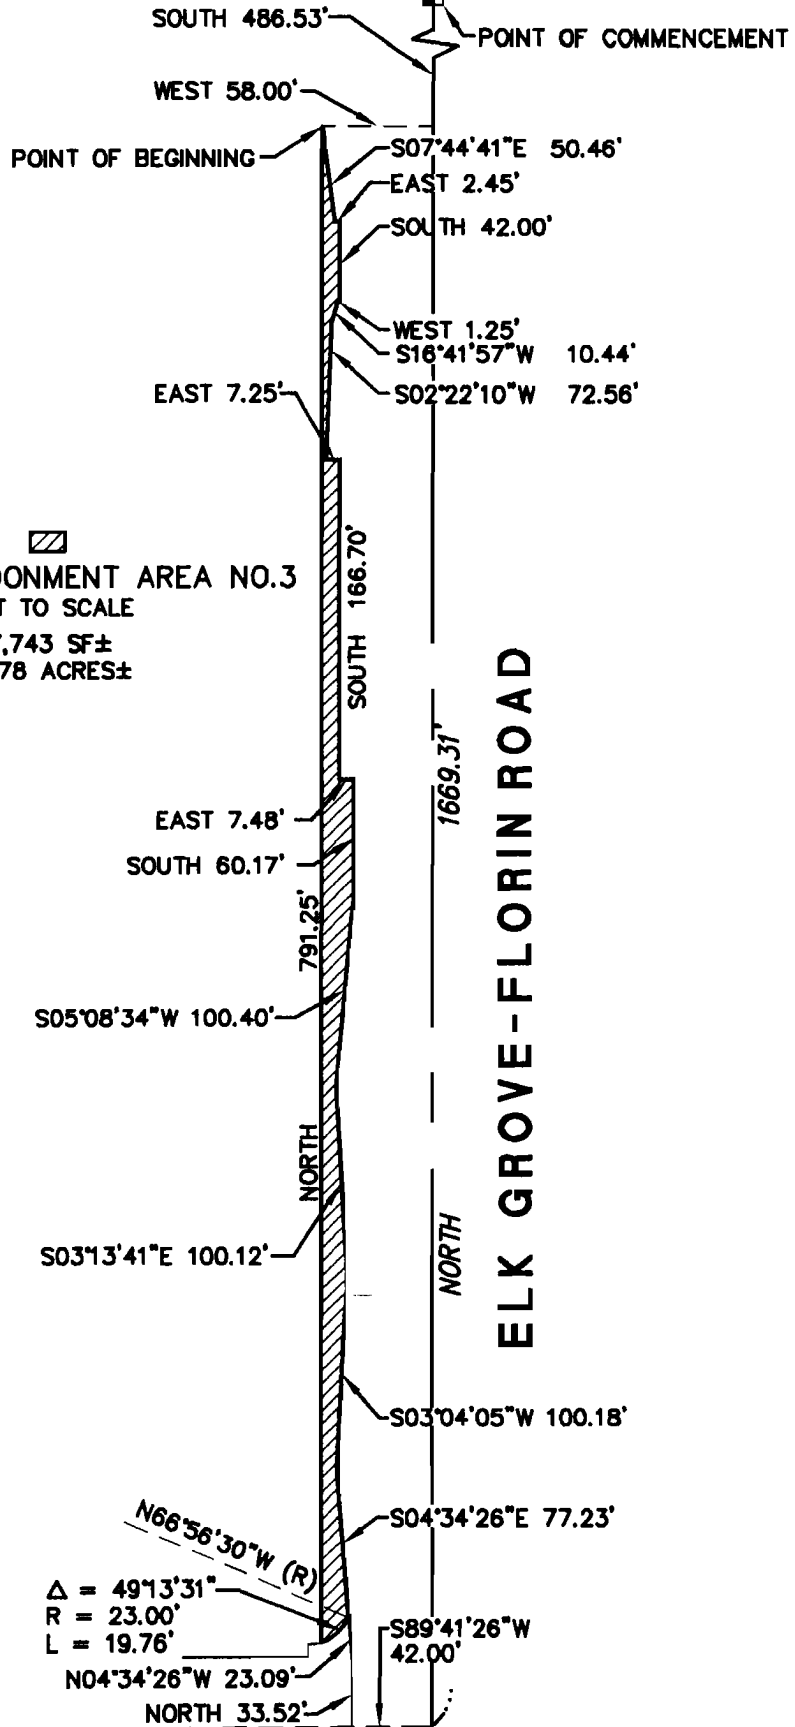 SOUTH 486.53'
POINT OF COMMENCEMENT
WEST 58.00'
POINT OF BEGINNING
S07°44'41"E 50.46'
EAST 2.45'
SOUTH 42.00'
WEST 1.25'
S16°41'57"W 10.44'
EAST 7.25'
S02°22'10"W 72.56'
SOUTH 166.70'
DONMENT AREA NO.3
T TO SCALE
7,743 SF±
78 ACRES±
1669.31'
ELK GROVE-FLORIN ROAD
EAST 7.48'
SOUTH 60.17'
791.25'
S05°08'34"W 100.40'
NORTH
S03°13'41"E 100.12'
NORTH
S03°04'05"W 100.18'
S04°34'26"E 77.23'
N66°56'30"W (R)
Δ = 49°13'31"
R = 23.00'
L = 19.76'
S89°41'26"W
42.00'
N04°34'26"W 23.09'
NORTH 33.52'